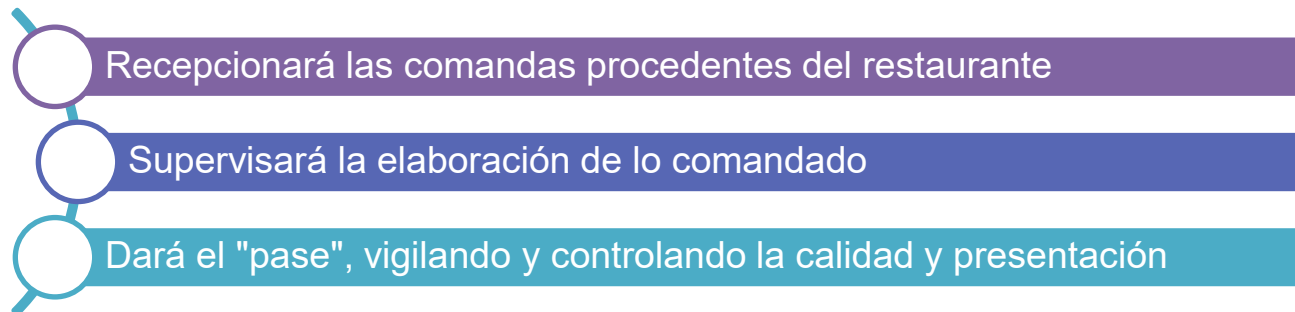 Recepcionará las comandas procedentes del restaurante
Supervisará la elaboración de lo comandado
Dará el "pase", vigilando y controlando la calidad y presentación